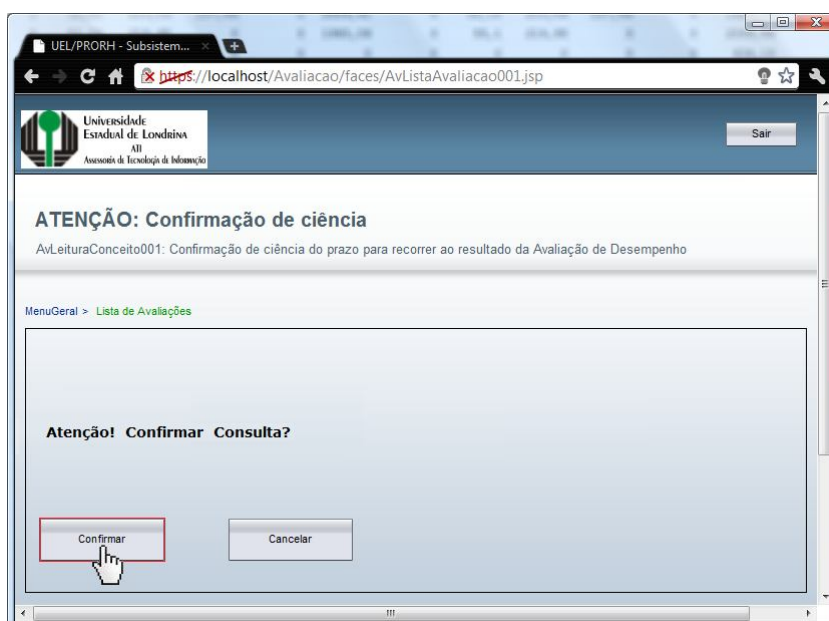 UEL/PRORH - Subsistem...
https://localhost/Avaliacao/faces/AvListaAvaliacao001.jsp
Universidade
Estadual de Londrina
ATI
Assessoria de Tecnologia de Informação
Sair
ATENÇÃO: Confirmação de ciência
AvLeituraConceito001: Confirmação de ciência do prazo para recorrer ao resultado da Avaliação de Desempenho
MenuGeral > Lista de Avaliações
Atenção! Confirmar Consulta?
Confirmar
Cancelar